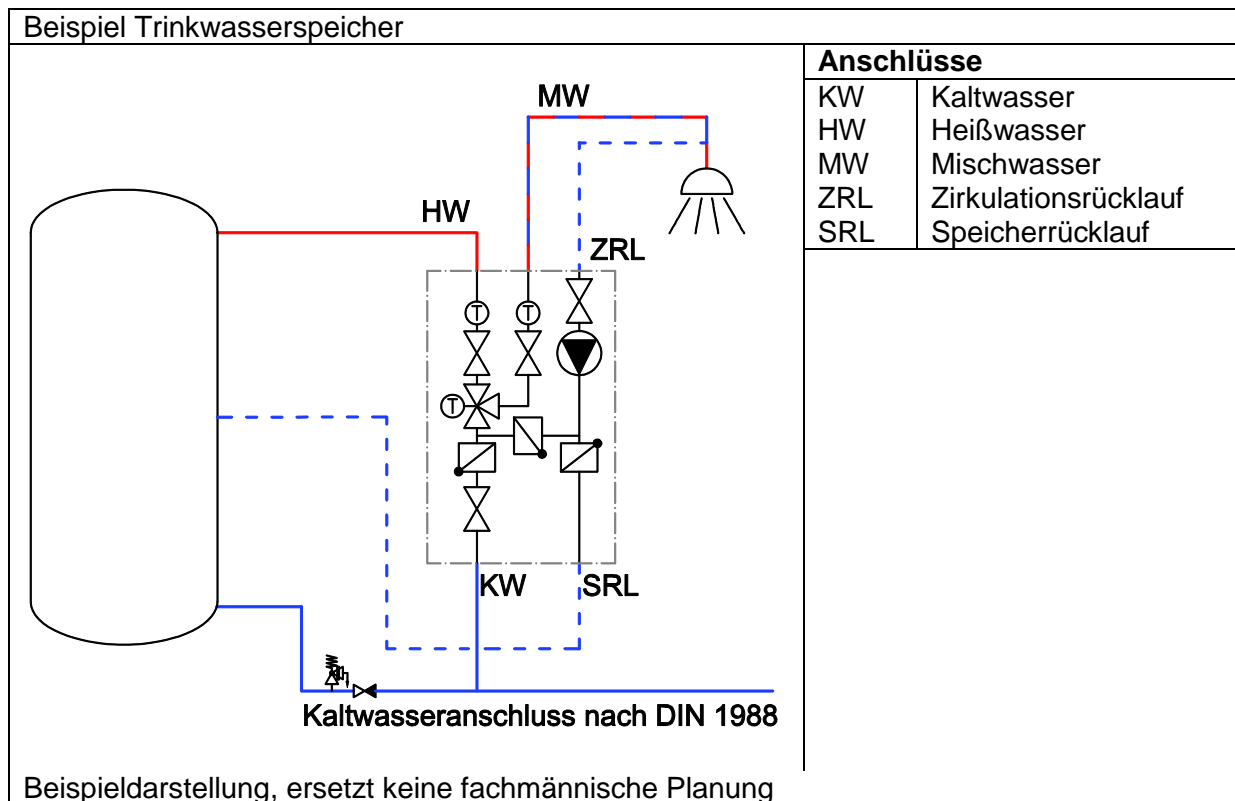 Beispiel Trinkwasserspeicher
Anschlüsse
KW Kaltwasser
HW Heißwasser
MW Mischwasser
ZRL Zirkulationsrücklauf
SRL Speicherrücklauf
MW
HW
ZRL
T T
T
KW SRL
Kaltwasseranschluss nach DIN 1988
Beispieldarstellung, ersetzt keine fachmännische Planung